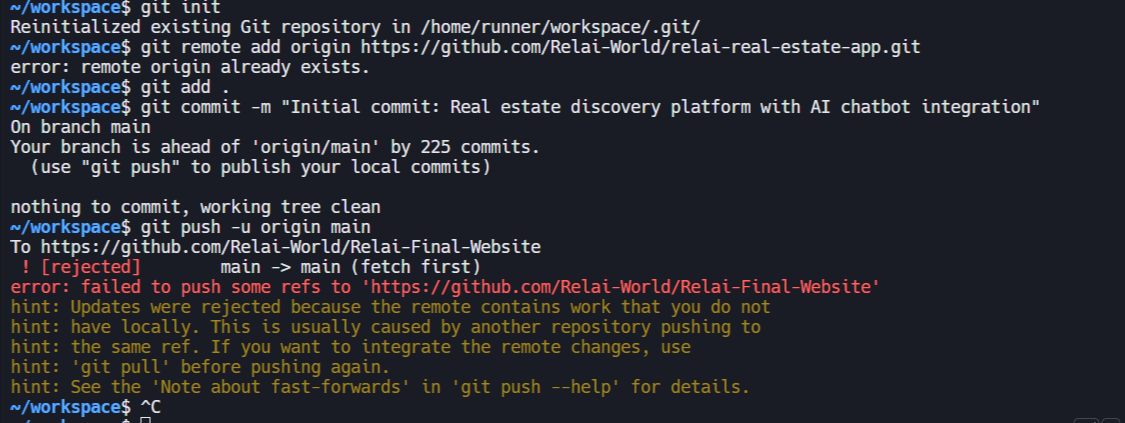 ~/workspace$ git init
Reinitialized existing Git repository in /home/runner/workspace/.git/
~/workspace$ git remote add origin https://github.com/Relai-World/relai-real-estate-app.git
error: remote origin already exists.
~/workspace$ git add .
~/workspace$ git commit -m "Initial commit: Real estate discovery platform with AI chatbot integration"
On branch main
Your branch is ahead of 'origin/main' by 225 commits.
  (use "git push" to publish your local commits)

nothing to commit, working tree clean
~/workspace$ git push -u origin main
To https://github.com/Relai-World/Relai-Final-Website
 ! [rejected]        main -> main (fetch first)
error: failed to push some refs to 'https://github.com/Relai-World/Relai-Final-Website'
hint: Updates were rejected because the remote contains work that you do not
hint: have locally. This is usually caused by another repository pushing to
hint: the same ref. If you want to integrate the remote changes, use
hint: 'git pull' before pushing again.
hint: See the 'Note about fast-forwards' in 'git push --help' for details.
~/workspace$ ^C